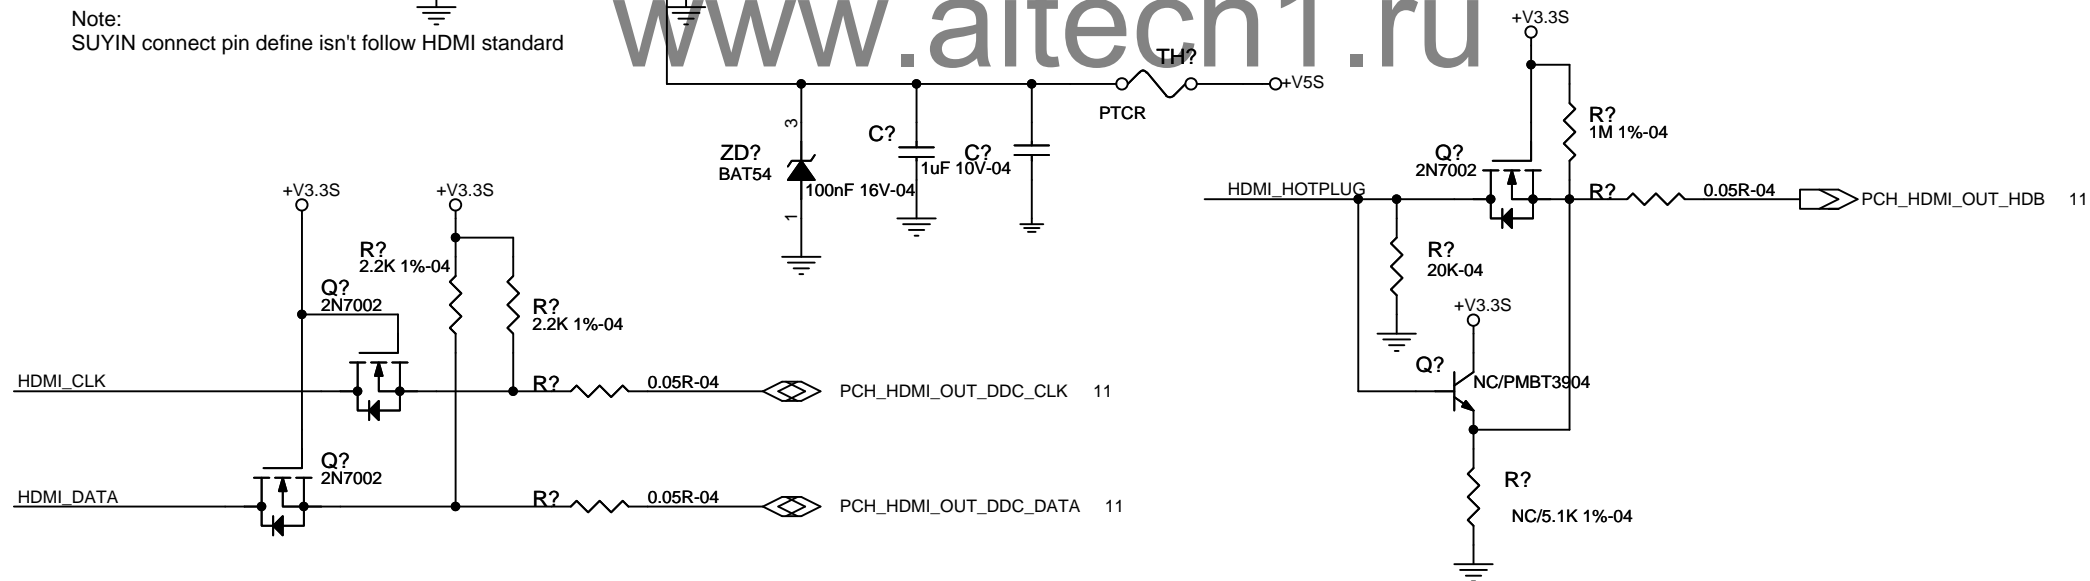 Note:
SUYIN connect pin define isn't follow HDMI standard
www.aitech1.ru
TH?
+V5S
PTCR
3
ZD?
BAT54
1
C?
100nF 16V-04
C?
1uF 10V-04
+V3.3S
+V3.3S
R?
2.2K 1%-04
Q?
2N7002
R?
2.2K 1%-04
HDMI_CLK
R?
0.05R-04
PCH_HDMI_OUT_DDC_CLK 11
Q?
2N7002
HDMI_DATA
R?
0.05R-04
PCH_HDMI_OUT_DDC_DATA 11
+V3.3S
R?
1M 1%-04
Q?
2N7002
HDMI_HOTPLUG
R?
0.05R-04
PCH_HDMI_OUT_HDB 11
R?
20K-04
+V3.3S
Q?
NC/PMBT3904
R?
NC/5.1K 1%-04